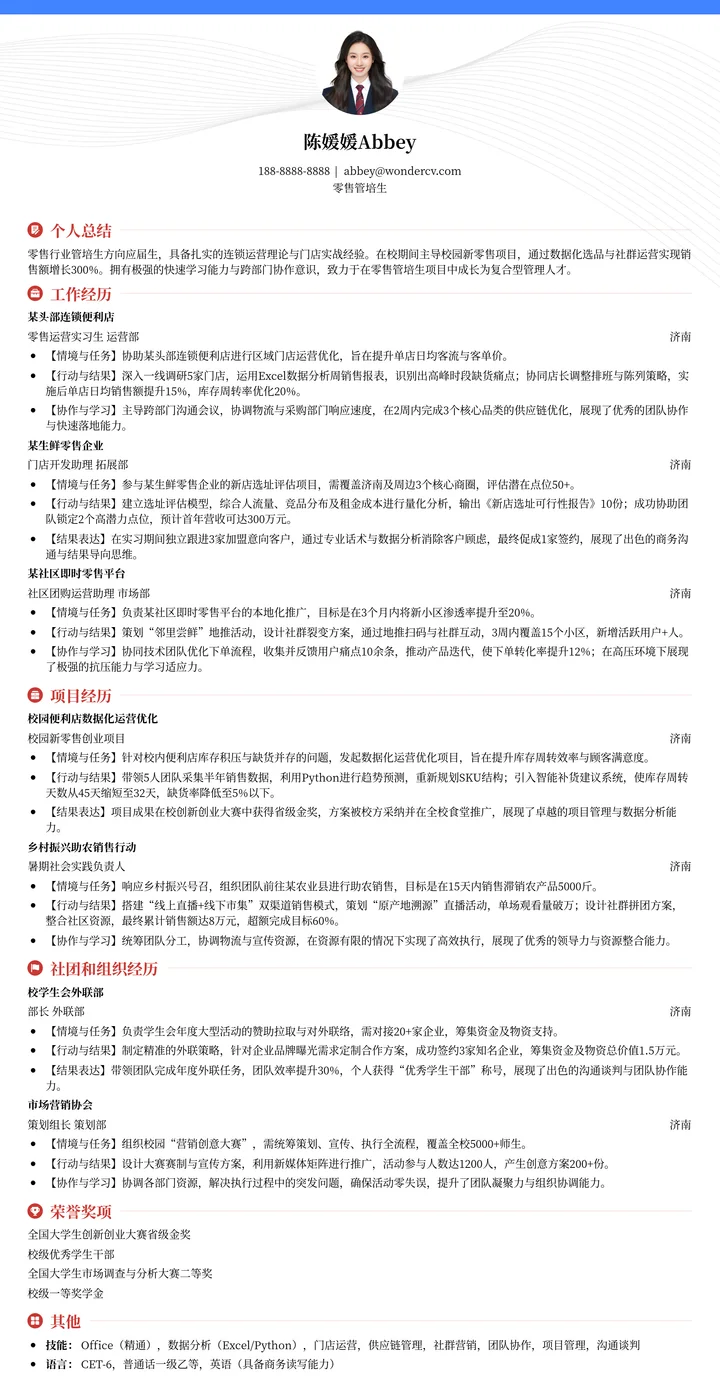 陈媛媛Abbey
188-8888-8888 | abbey@wondercv.com
零售管培生
个人总结
零售行业管培生方向应届生，具备扎实的连锁运营理论与门店实战经验。在校期间主导校园新零售项目，通过数据化选品与社群运营实现销
售额增长300%。拥有极强的快速学习能力与跨部门协作意识，致力于在零售管培生项目中成长为复合型管理人才。
工作经历
某头部连锁便利店
零售运营实习生 运营部 济南
• 【情境与任务】协助某头部连锁便利店进行区域门店运营优化，旨在提升单店日均客流与客单价。
• 【行动与结果】深入一线调研5家门店，运用Excel数据分析周销售报表，识别出高峰时段缺货痛点；协同店长调整排班与陈列策略，实
施后单店日均销售额提升15%，库存周转率优化20%。
• 【协作与学习】主导跨部门沟通会议，协调物流与采购部门响应速度，在2周内完成3个核心品类的供应链优化，展现了优秀的团队协作
与快速落地能力。
某生鲜零售企业
门店开发助理 拓展部 济南
• 【情境与任务】参与某生鲜零售企业的新店选址评估项目，需覆盖济南及周边3个核心商圈，评估潜在点位50+。
• 【行动与结果】建立选址评估模型，综合人流量、竞品分布及租金成本进行量化分析，输出《新店选址可行性报告》10份；成功协助团
队锁定2个高潜力点位，预计首年营收可达300万元。
• 【结果表达】在实习期间独立跟进3家加盟意向客户，通过专业话术与数据分析消除客户顾虑，最终促成1家签约，展现了出色的商务沟
通与结果导向思维。
某社区即时零售平台
社区团购运营助理 市场部 济南
• 【情境与任务】负责某社区即时零售平台的本地化推广，目标是在3个月内将新小区渗透率提升至20%。
• 【行动与结果】策划“邻里尝鲜”地推活动，设计社群裂变方案，通过地推扫码与社群互动，3周内覆盖15个小区，新增活跃用户+人。
• 【协作与学习】协同技术团队优化下单流程，收集并反馈用户痛点10余条，推动产品迭代，使下单转化率提升12%；在高压环境下展现
了极强的抗压能力与学习适应力。
项目经历
校园便利店数据化运营优化
校园新零售创业项目 济南
• 【情境与任务】针对校内便利店库存积压与缺货并存的问题，发起数据化运营优化项目，旨在提升库存周转效率与顾客满意度。
• 【行动与结果】带领5人团队采集半年销售数据，利用Python进行趋势预测，重新规划SKU结构；引入智能补货建议系统，使库存周转
天数从45天缩短至32天，缺货率降低至5%以下。
• 【结果表达】项目成果在校创新创业大赛中获得省级金奖，方案被校方采纳并在全校食堂推广，展现了卓越的项目管理与数据分析能
力。
乡村振兴助农销售行动
暑期社会实践负责人 济南
• 【情境与任务】响应乡村振兴号召，组织团队前往某农业县进行助农销售，目标是在15天内销售滞销农产品5000斤。
• 【行动与结果】搭建“线上直播+线下市集”双渠道销售模式，策划“原产地溯源”直播活动，单场观看量破万；设计社群拼团方案，
整合社区资源，最终累计销售额达8万元，超额完成目标60%。
• 【协作与学习】统筹团队分工，协调物流与宣传资源，在资源有限的情况下实现了高效执行，展现了优秀的领导力与资源整合能力。
社团和组织经历
校学生会外联部
部长 外联部 济南
• 【情境与任务】负责学生会年度大型活动的赞助拉取与对外联络，需对接20+家企业，筹集资金及物资支持。
• 【行动与结果】制定精准的外联策略，针对企业品牌曝光需求定制合作方案，成功签约3家知名企业，筹集资金及物资总价值1.5万元。
• 【结果表达】带领团队完成年度外联任务，团队效率提升30%，个人获得“优秀学生干部”称号，展现了出色的沟通谈判与团队协作能
力。
市场营销协会
策划组长 策划部 济南
• 【情境与任务】组织校园“营销创意大赛”，需统筹策划、宣传、执行全流程，覆盖全校5000+师生。
• 【行动与结果】设计大赛赛制与宣传方案，利用新媒体矩阵进行推广，活动参与人数达1200人，产生创意方案200+份。
• 【协作与学习】协调各部门资源，解决执行过程中的突发问题，确保活动零失误，提升了团队凝聚力与组织协调能力。
荣誉奖项
全国大学生创新创业大赛省级金奖
校级优秀学生干部
全国大学生市场调查与分析大赛二等奖
校级一等奖学金
其他
• 技能： Office（精通），数据分析（Excel/Python），门店运营，供应链管理，社群营销，团队协作，项目管理，沟通谈判
• 语言： CET-6，普通话一级乙等，英语（具备商务读写能力）